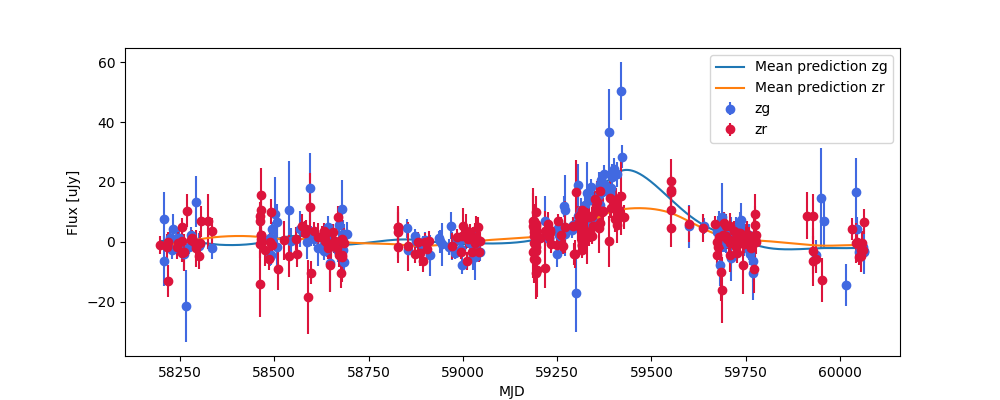 Mean prediction zg
Mean prediction zr
zg
zr
60
40
20
0
−20
Flux [uJy]
58250 58500 58750 59000 59250 59500 59750 60000
MJD